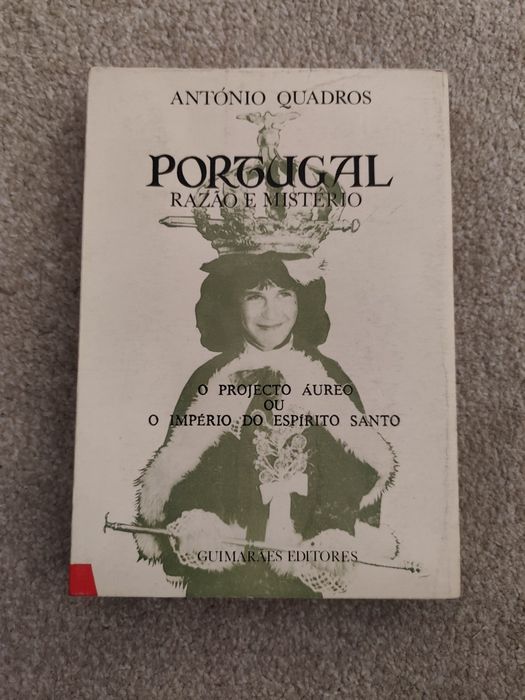 ANTÓNIO QUADROS
PORTUGAL
RAZÃO E MISTÉRIO
O PROJECTO ÁUREO
OU
O IMPÉRIO DO ESPÍRITO SANTO
GUIMARÃES EDITORES